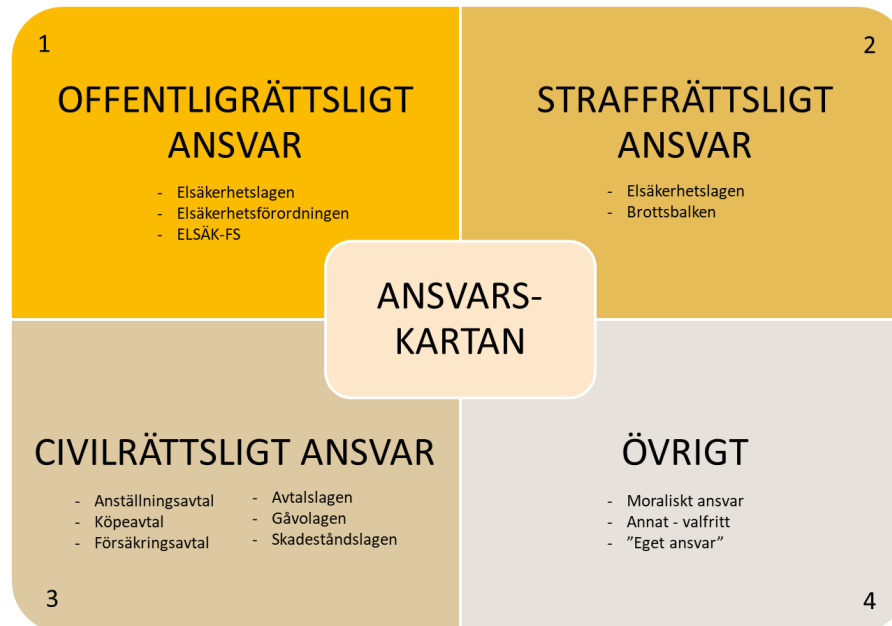 1
OFFENTLIGRÄTTSLIGT
ANSVAR
- Elsäkerhetslagen
- Elsäkerhetsförordningen
- ELSÄK-FS
2
STRAFFRÄTTSLIGT
ANSVAR
- Elsäkerhetslagen
- Brottsbalken
ANSVARS-
KARTAN
CIVILRÄTTSLIGT ANSVAR
- Anställningsavtal
- Köpeavtal
- Försäkringsavtal
- Avtalslagen
- Gåvolagen
- Skadeståndslagen
3
ÖVRIGT
- Moraliskt ansvar
- Annat - valfritt
- ”Eget ansvar”
4